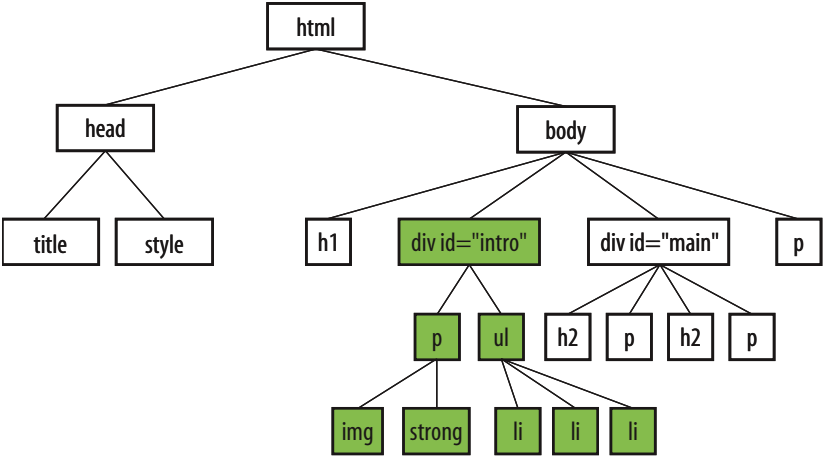 html
head
body
title
style
h1
div id="intro"
div id="main"
p
p
ul
h2
p
h2
p
img
strong
li
li
li